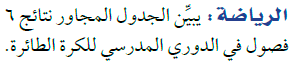 الرياضة : يبيِّن الجدول المجاور نتائج ٦
فصول في الدوري المدرسي للكرة الطائرة.